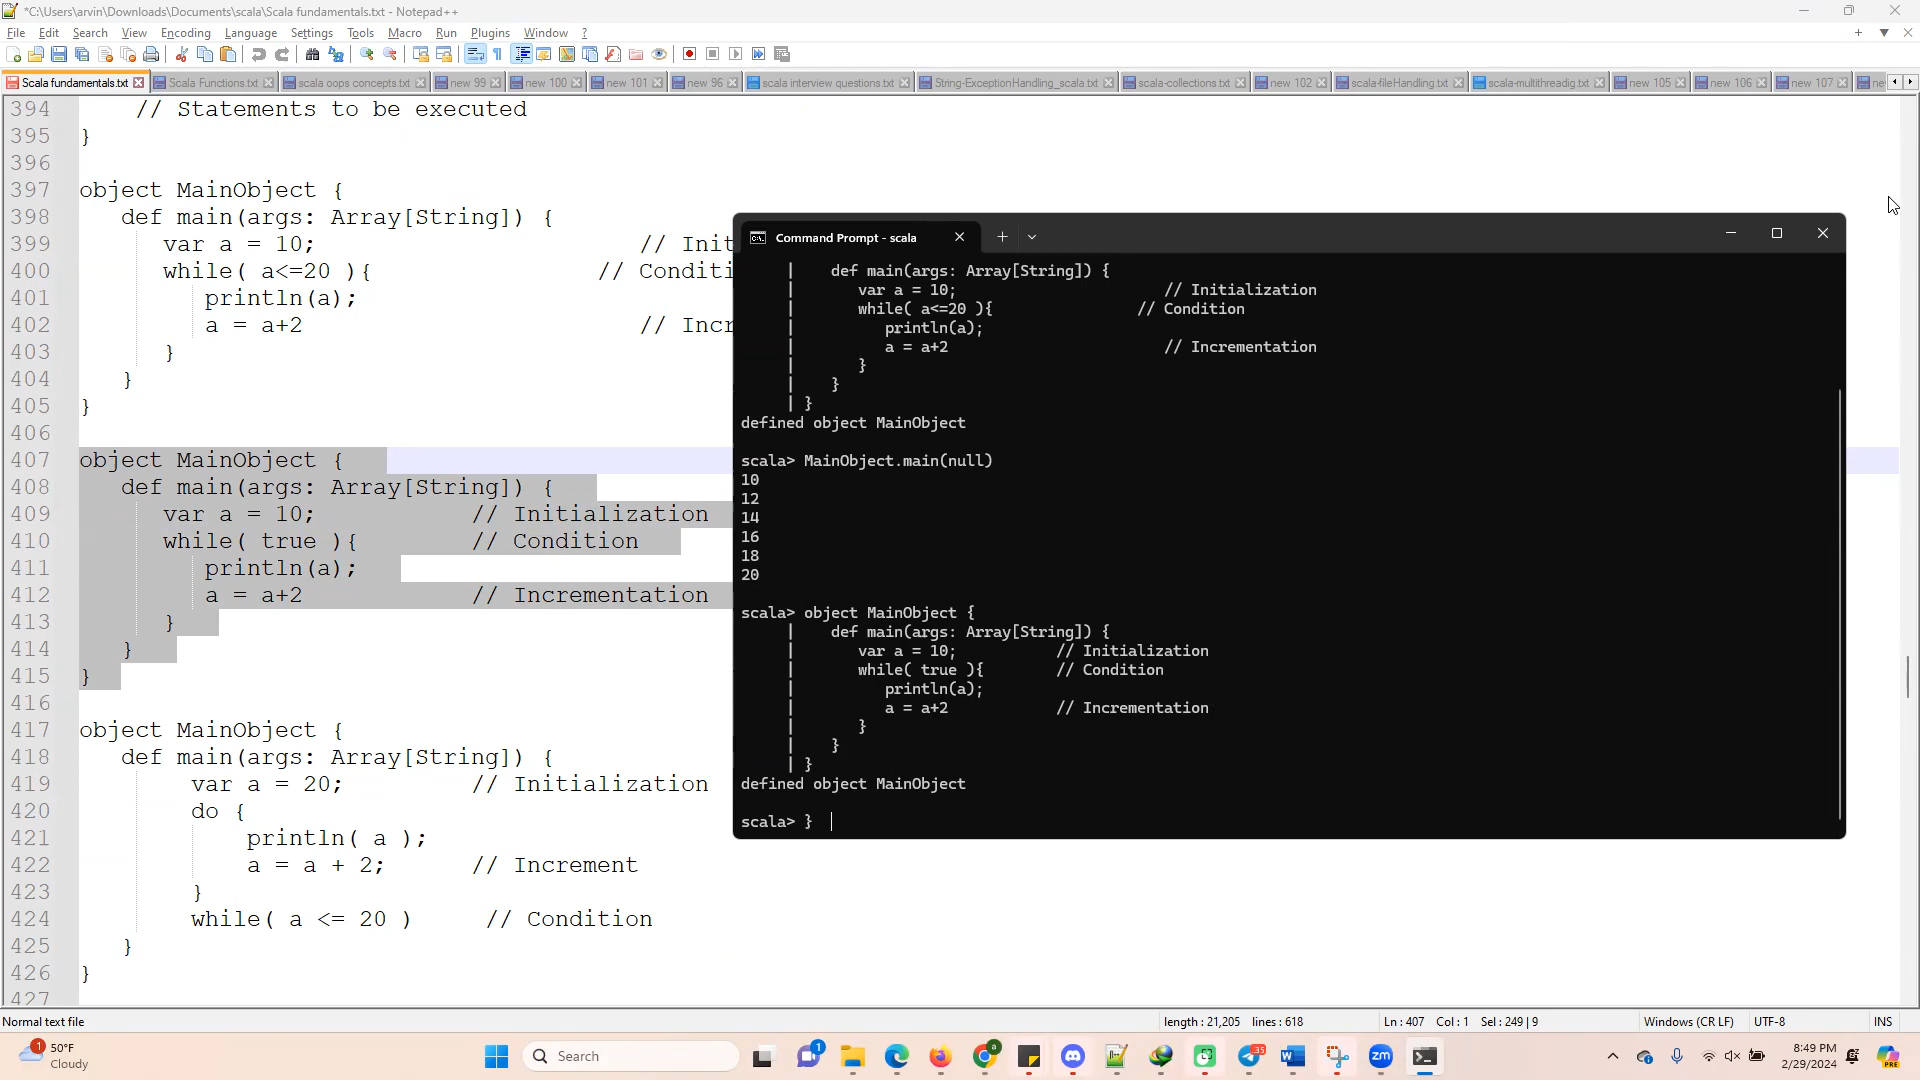 *C:\Users\arvin\Downloads\Documents\scala\Scala fundamentals.txt - Notepad++
File Edit Search View Encoding Language Settings Tools Macro Run Plugins Window ?
Scala fundamentals.txt Scala Functions.txt scala oops concepts.txt new 99 new 100 new 101 new 96 scala interview questions.txt String-ExceptionHandling_scala.txt scala-collections.txt new 102 scala-fileHandling.txt scala-multithreadig.txt new 105 new 106 new 107
394 // Statements to be executed
395 }
396
397 object MainObject {
398 def main(args: Array[String]) {
399 var a = 10; // Init
400 while( a<=20 ){ // Conditi
401 println(a);
402 a = a+2 // Incr
403 }
404 }
405 }
406
407 object MainObject {
408 def main(args: Array[String]) {
409 var a = 10; // Initialization
410 while( true ){ // Condition
411 println(a);
412 a = a+2 // Incrementation
413 }
414 }
415 }
416
417 object MainObject {
418 def main(args: Array[String]) {
419 var a = 20; // Initialization
420 do {
421 println( a );
422 a = a + 2; // Increment
423 }
424 while( a <= 20 ) // Condition
425 }
426 }
427
Command Prompt - scala
| def main(args: Array[String]) {
| var a = 10; // Initialization
| while( a<=20 ){ // Condition
| println(a);
| a = a+2 // Incrementation
| }
| }
| }
defined object MainObject
scala> MainObject.main(null)
10
12
14
16
18
20
scala> object MainObject {
| def main(args: Array[String]) {
| var a = 10; // Initialization
| while( true ){ // Condition
| println(a);
| a = a+2 // Incrementation
| }
| }
| }
defined object MainObject
scala> }
Normal text file length : 21,205 lines : 618 Ln : 407 Col : 1 Sel : 249 | 9 Windows (CR LF) UTF-8 INS
1
50°F
Cloudy
Search
1
a
zm
8:49 PM
2/29/2024